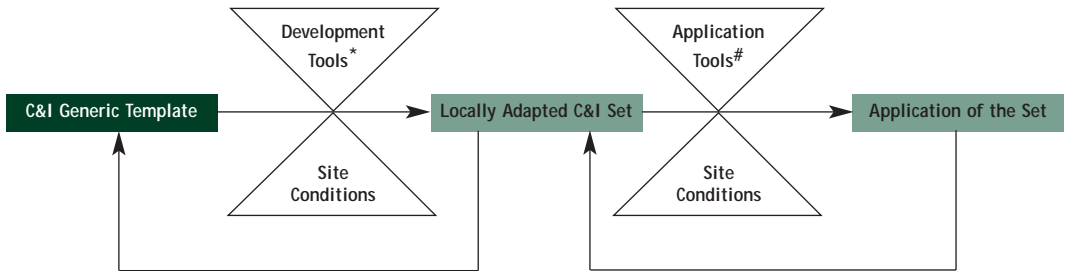 Development
Tools*
Application
Tools#
C&I Generic Template
Locally Adapted C&I Set
Application of the Set
Site
Conditions
Site
Conditions